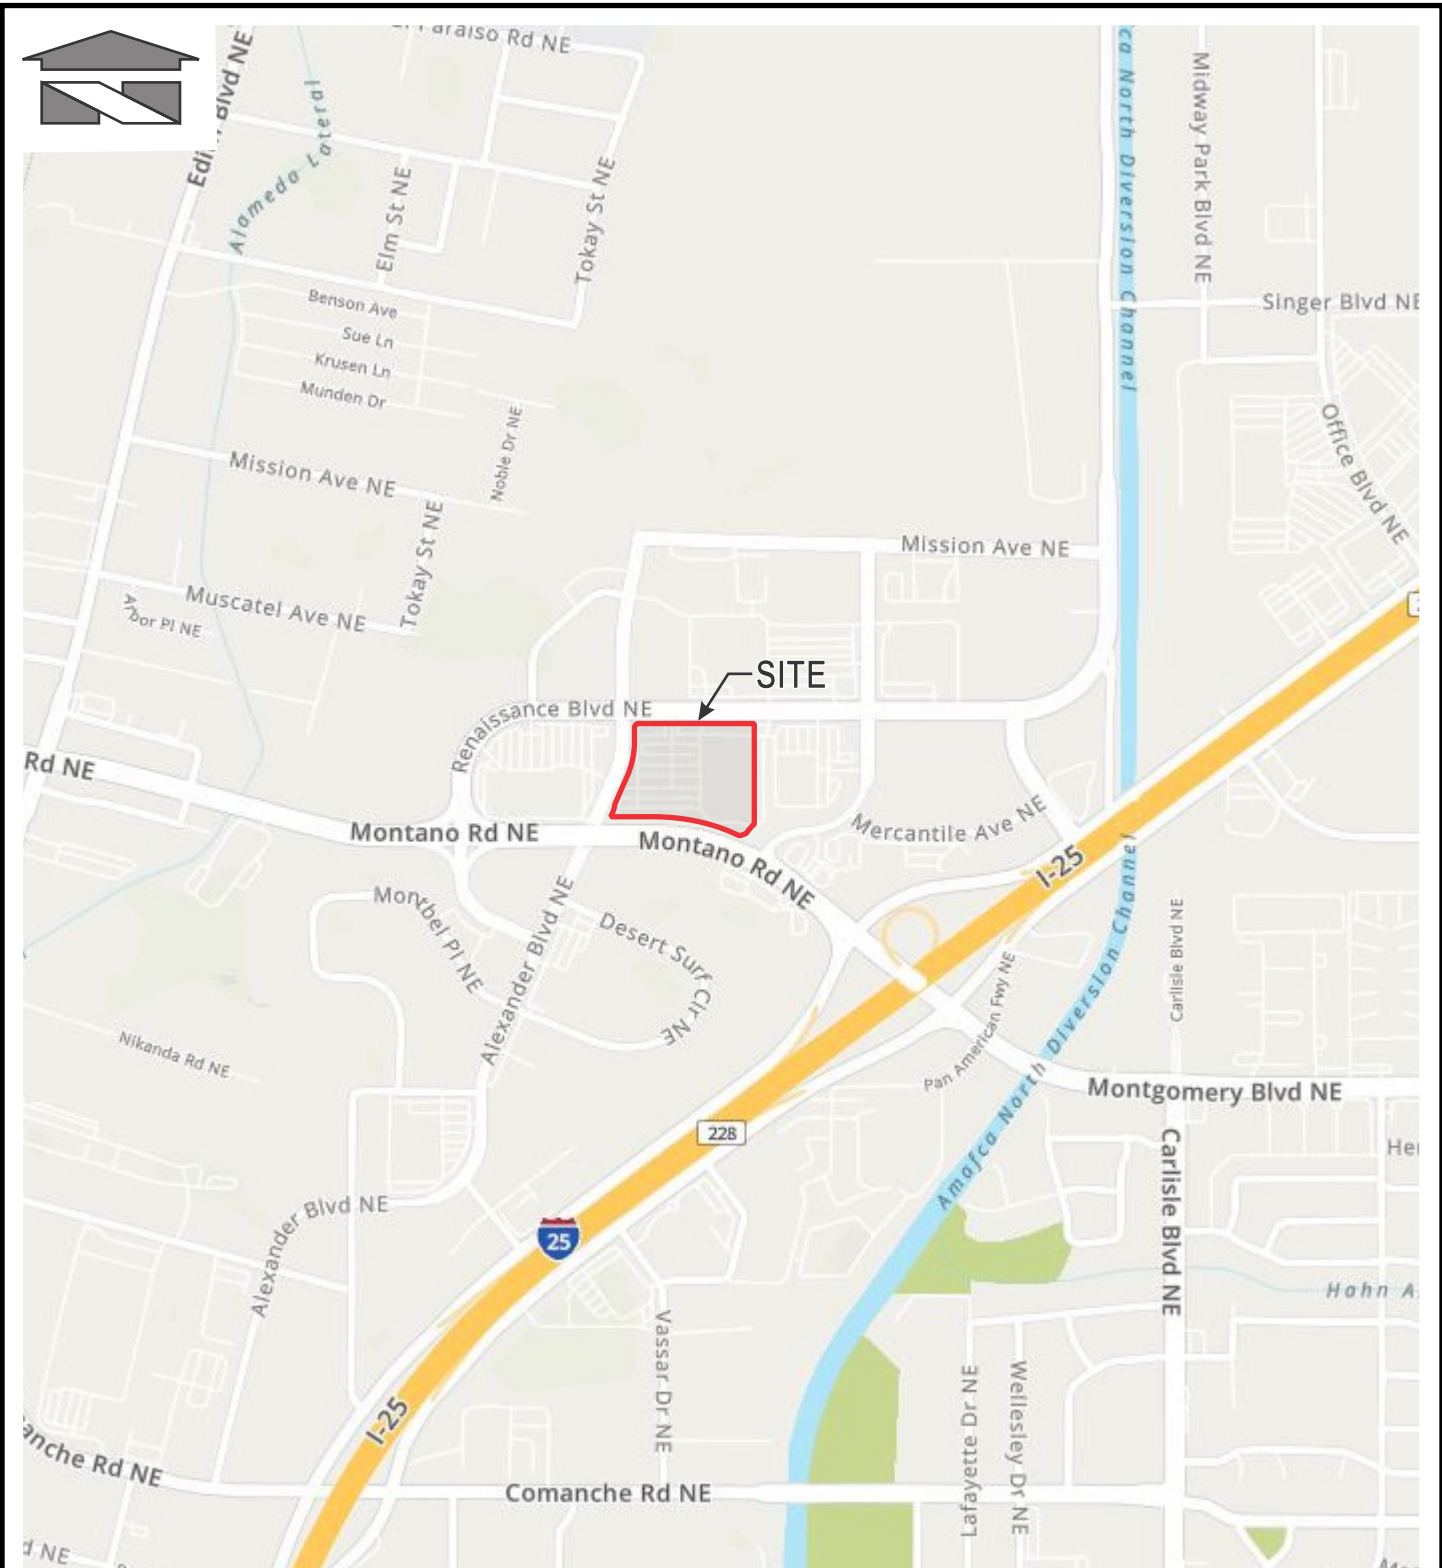 Paraiso Rd NE
Edith Blvd NE
Alameda Lateral
Elm St NE
Tokay St NE
North Diversion Channel
Midway Park Blvd NE
Singer Blvd NE
Benson Ave
Sue Ln
Krusen Ln
Munden Dr
Noble Dr NE
Office Blvd NE
Mission Ave NE
Tokay St NE
Mission Ave NE
Muscatel Ave NE
Arbor Pl NE
SITE
Renaissance Blvd NE
Rd NE
Montano Rd NE
Montano Rd NE
Mercantile Ave NE
I-25
Montbel Pl NE
Alexander Blvd NE
Desert Surf Cir NE
Carlisle Blvd NE
Pan American Fwy NE
Nikanda Rd NE
Amafca North Diversion Channel
Montgomery Blvd NE
228
Carlisle Blvd NE
Alexander Blvd NE
25
Hahn A
Vassar Dr NE
Lafayette Dr NE
Wellesley Dr NE
I-25
anche Rd NE
Comanche Rd NE
d NE